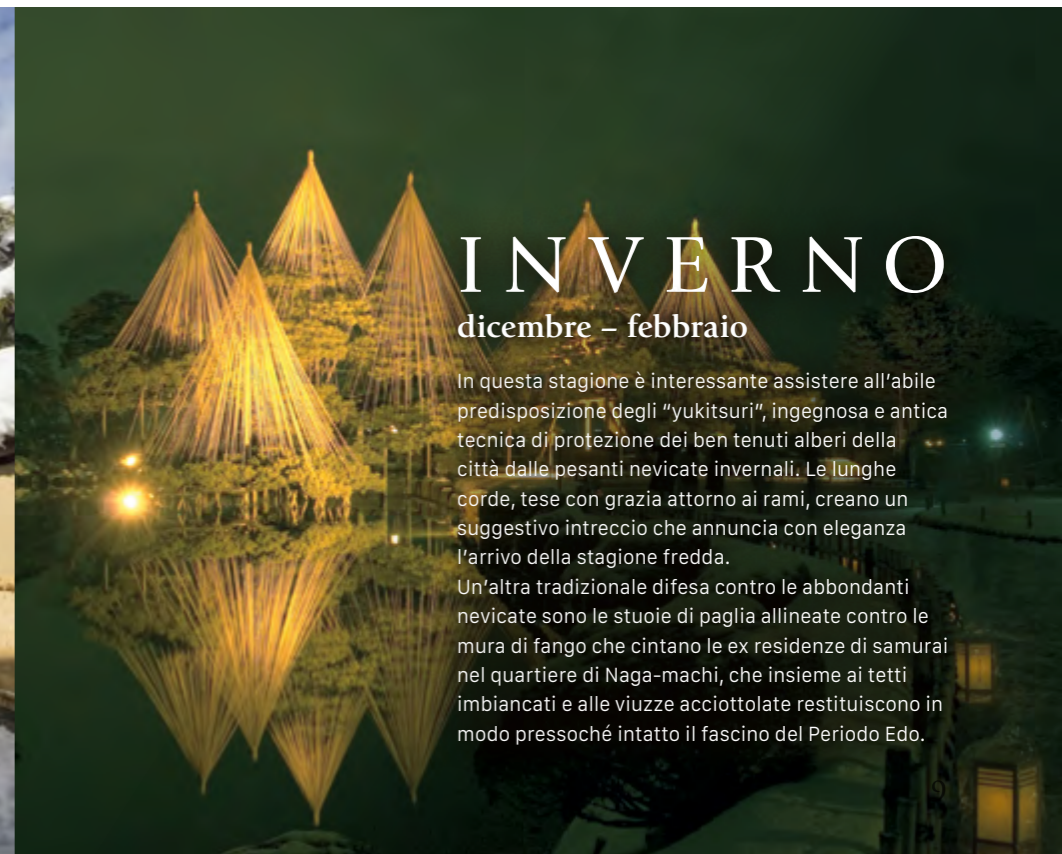 INVERNO
dicembre – febbraio
In questa stagione è interessante assistere all'abile
predisposizione degli “yukitsuri”, ingegnosa e antica
tecnica di protezione dei ben tenuti alberi della
città dalle pesanti nevicate invernali. Le lunghe
corde, tese con grazia attorno ai rami, creano un
suggestivo intreccio che annuncia con eleganza
l'arrivo della stagione fredda.
Un'altra tradizionale difesa contro le abbondanti
nevicate sono le stuoie di paglia allineate contro le
mura di fango che cintano le ex residenze di samurai
nel quartiere di Naga-machi, che insieme ai tetti
imbiancati e alle viuzze acciottolate restituiscono in
modo pressoché intatto il fascino del Periodo Edo.